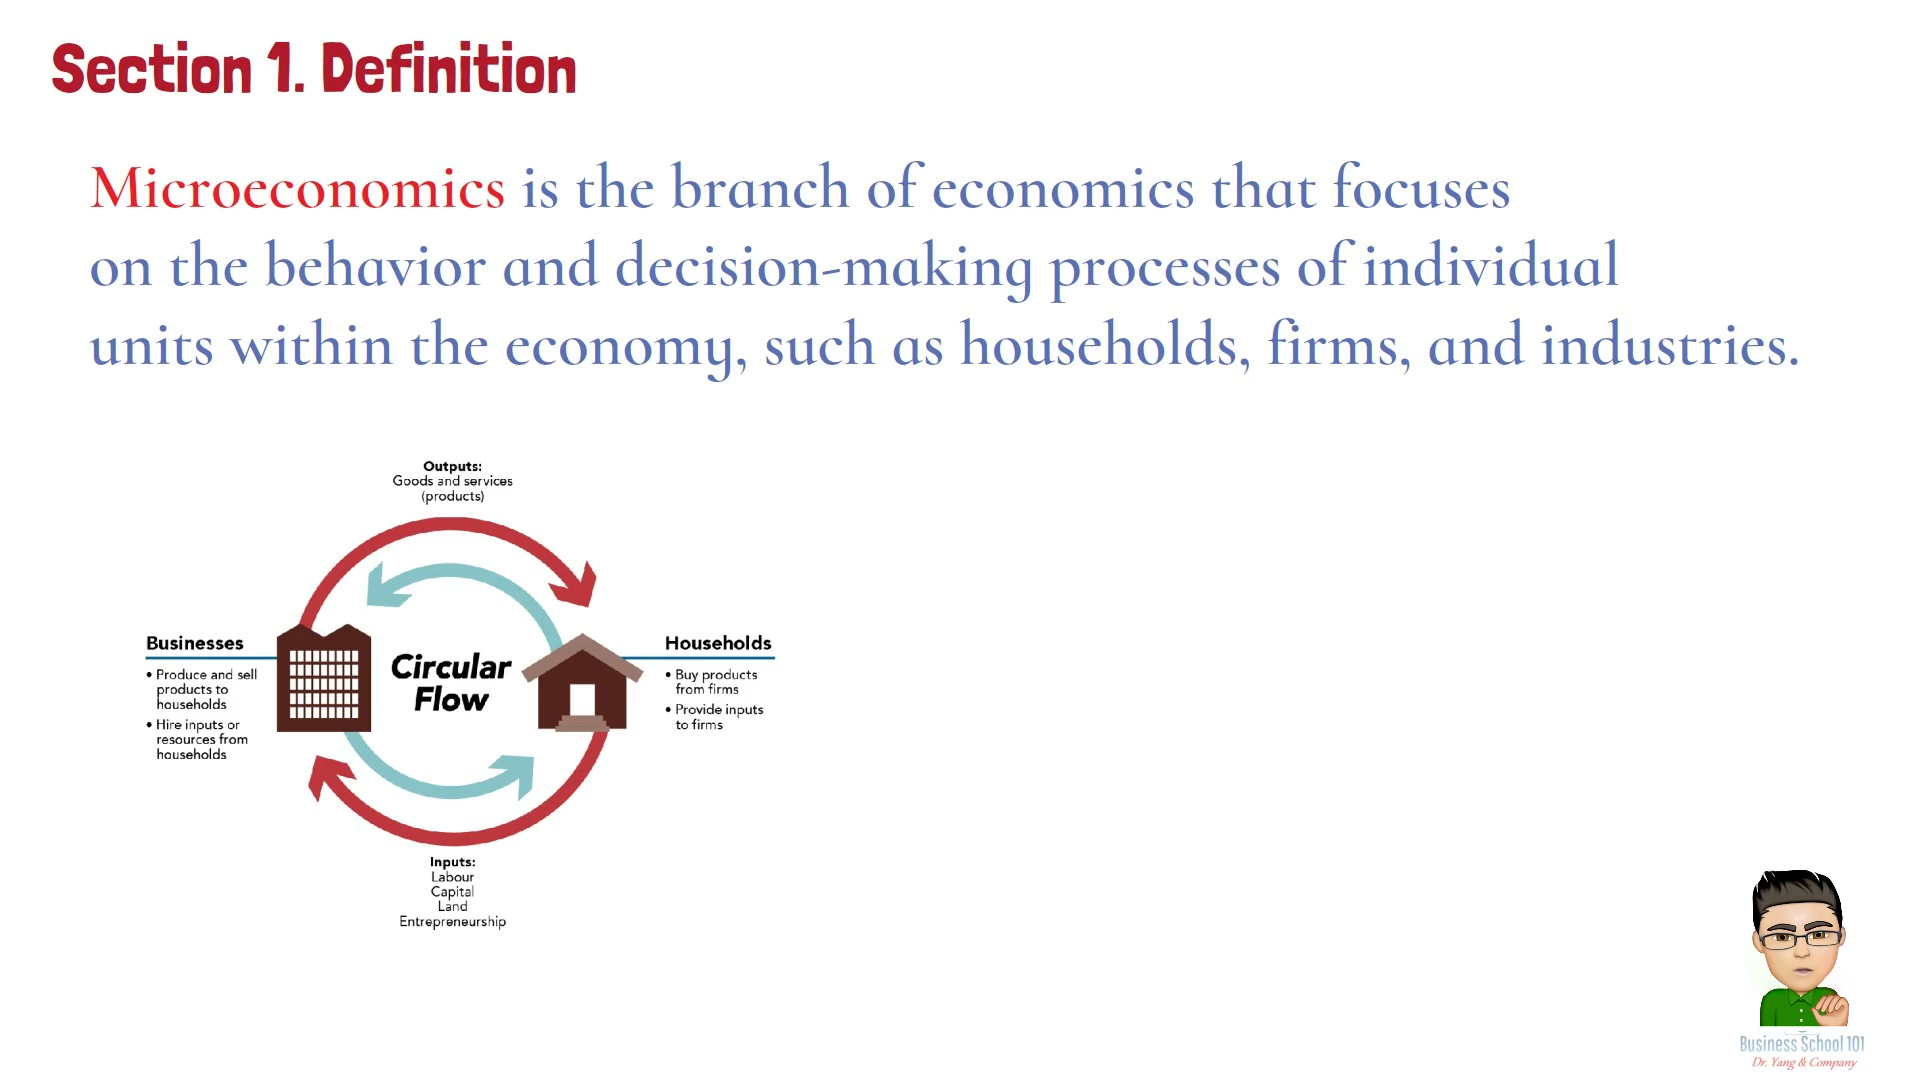 Section 1. Definition
Microeconomics is the branch of economics that focuses
on the behavior and decision-making processes of individual
units within the economy, such as households, firms, and industries.
Outputs:
Goods and services
(products)
Businesses
• Produce and sell
products to
households
• Hire inputs or
resources from
households
Circular
Flow
Households
• Buy products
from firms
• Provide inputs
to firms
Inputs:
Labour
Capital
Land
Entrepreneurship
Business School 101
Dr. Yang & Company